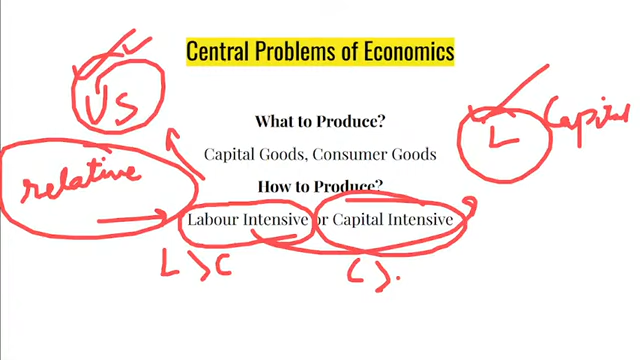 Central Problems of Economics
US
What to Produce?
L Capital
Capital Goods, Consumer Goods
relative
How to Produce?
Labour Intensive or Capital Intensive
L > C
C >.